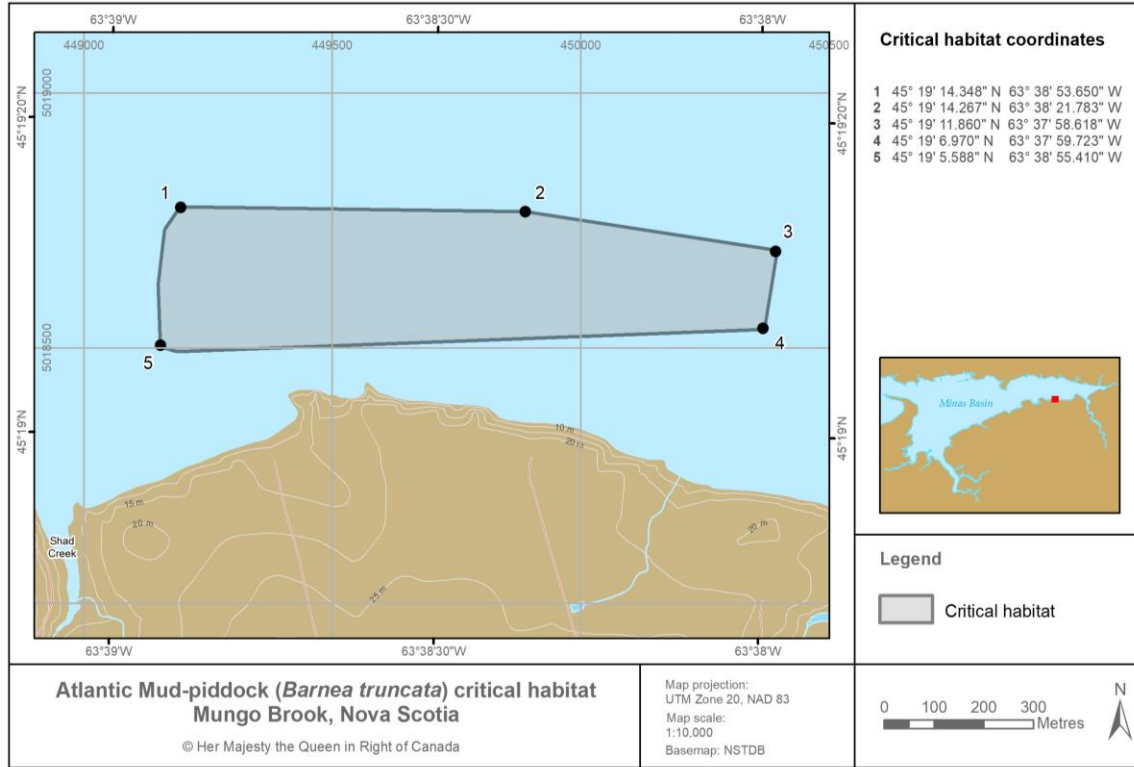 63°39'W
63°38'30"W
63°38'W
449000
449500
450000
450500
5019000
45°19'20"N
45°19'20"N
1
2
3
4
5
5018500
45°19'N
45°19'N
10 m
20 m
15 m
20 m
20 m
25 m
Shad
Creek
63°39'W
63°38'30"W
63°38'W
Critical habitat coordinates
1 45° 19' 14.348" N 63° 38' 53.650" W
2 45° 19' 14.267" N 63° 38' 21.783" W
3 45° 19' 11.860" N 63° 37' 58.618" W
4 45° 19' 6.970" N 63° 37' 59.723" W
5 45° 19' 5.588" N 63° 38' 55.410" W
Minas Basin
Legend
Critical habitat
Atlantic Mud-piddock (Barnea truncata) critical habitat
Mungo Brook, Nova Scotia
© Her Majesty the Queen in Right of Canada
Map projection:
UTM Zone 20, NAD 83
Map scale:
1:10,000
Basemap: NSTDB
0 100 200 300
Metres
N